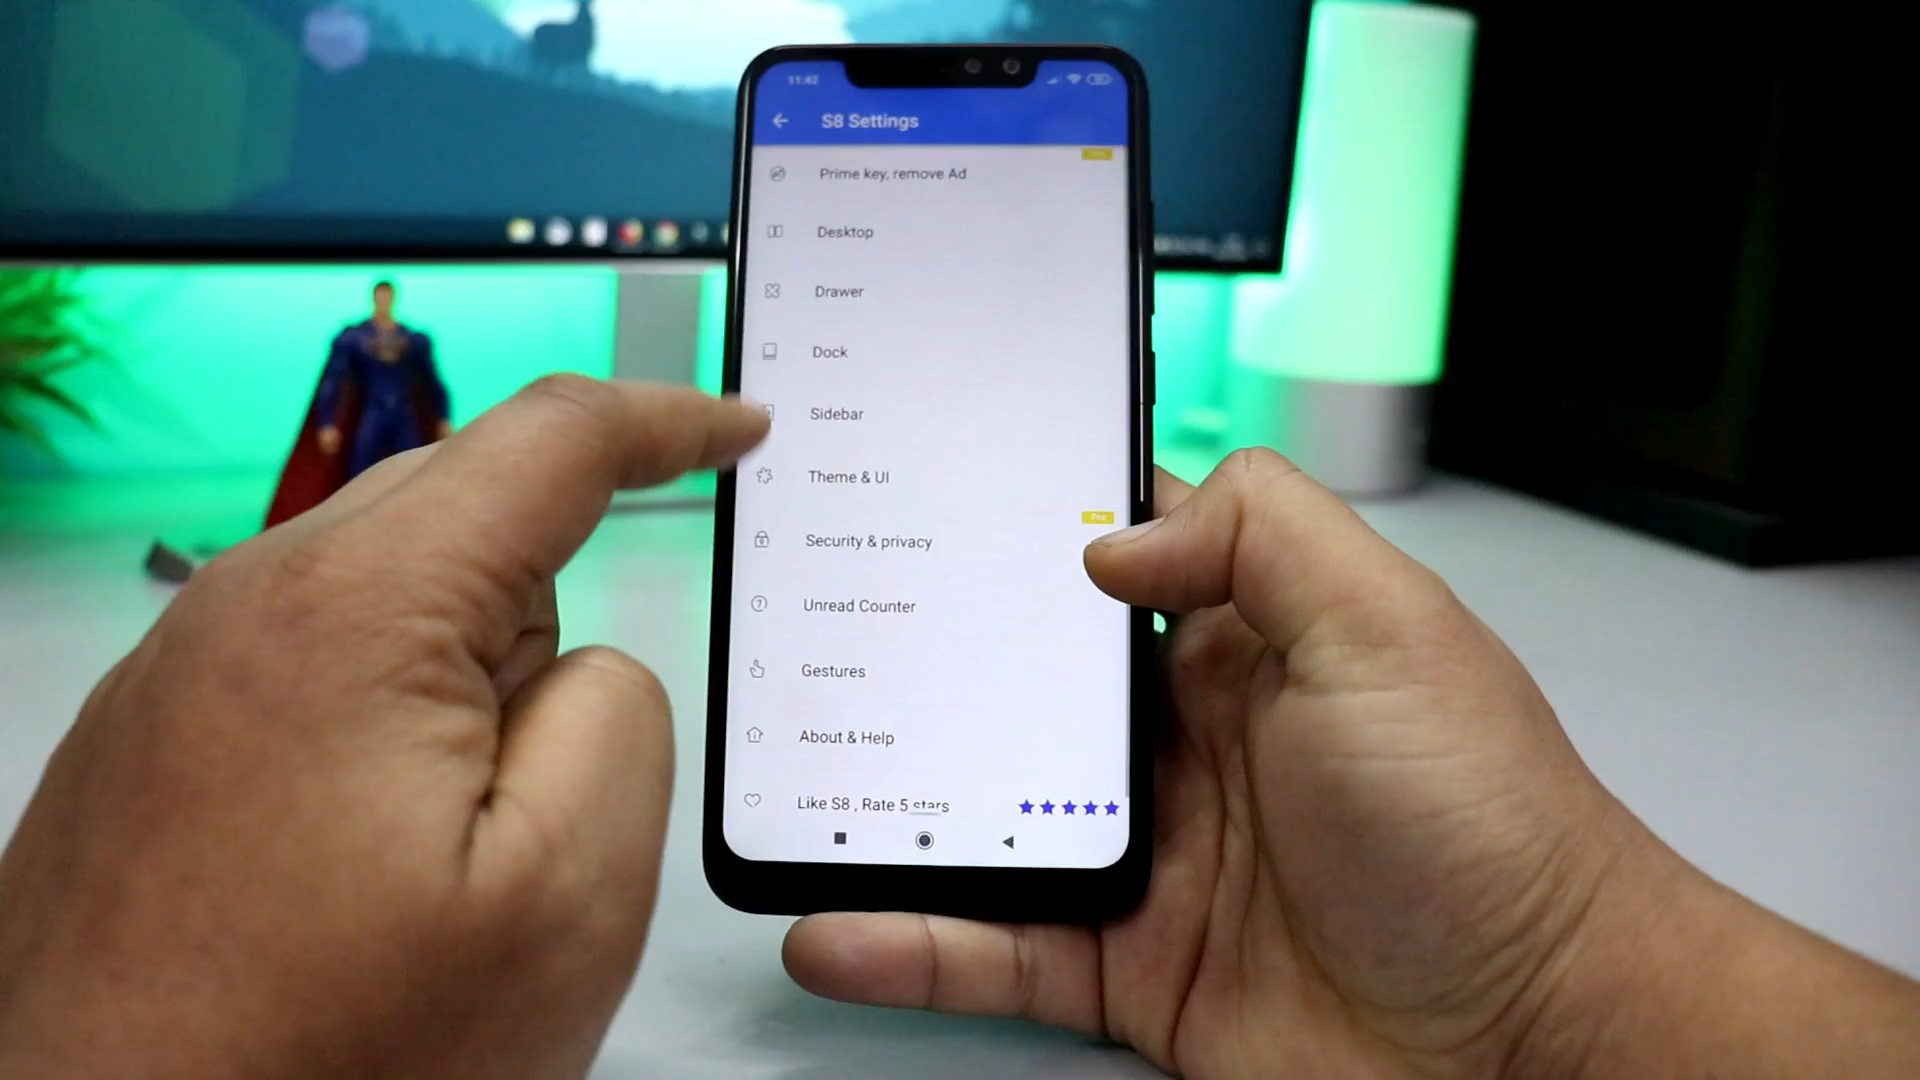 11:42
S8 Settings
Prime key, remove Ad
Desktop
Drawer
Dock
Sidebar
Theme & UI
Pro
Security & privacy
Unread Counter
Gestures
About & Help
Like S8 , Rate 5 stars